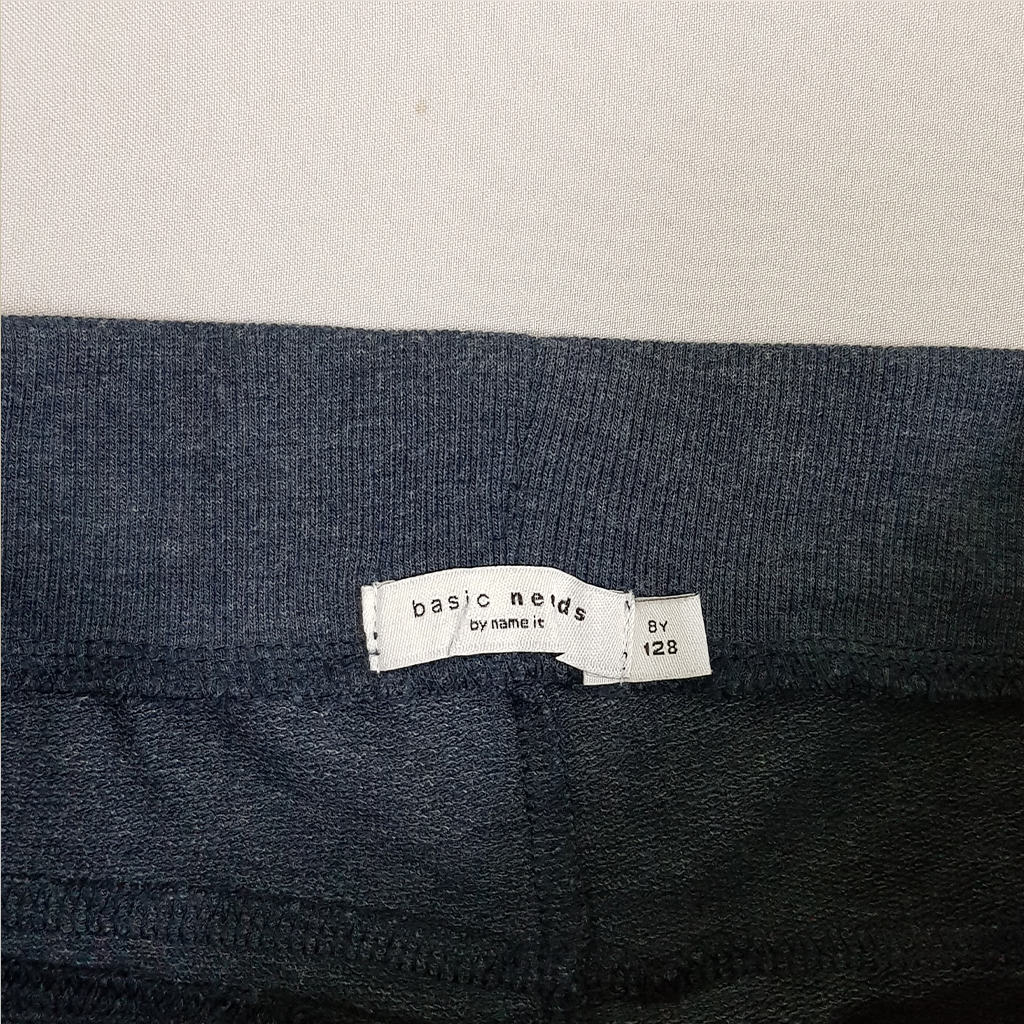 basic needs
by name it
8Y
128